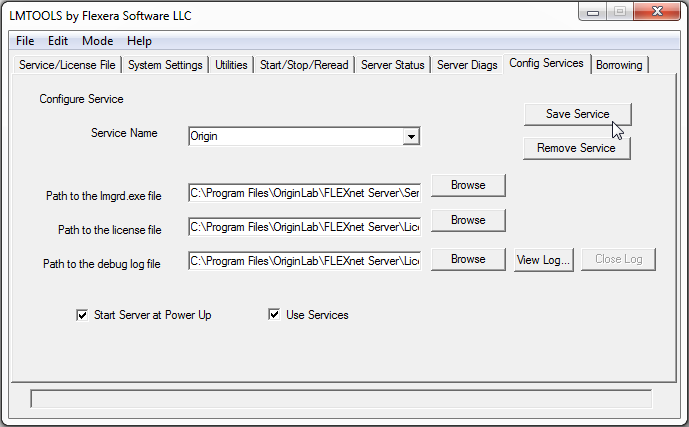 LMTOOLS by Flexera Software LLC
File Edit Mode Help
Service/License File System Settings Utilities Start/Stop/Reread Server Status Server Diags Config Services Borrowing
Configure Service
Save Service
Service Name Origin
Remove Service
Path to the lmgrd.exe file C:\Program Files\OriginLab\FLEXnet Server\Ser Browse
Path to the license file C:\Program Files\OriginLab\FLEXnet Server\Lice Browse
Path to the debug log file C:\Program Files\OriginLab\FLEXnet Server\Lice Browse View Log... Close Log
Start Server at Power Up Use Services